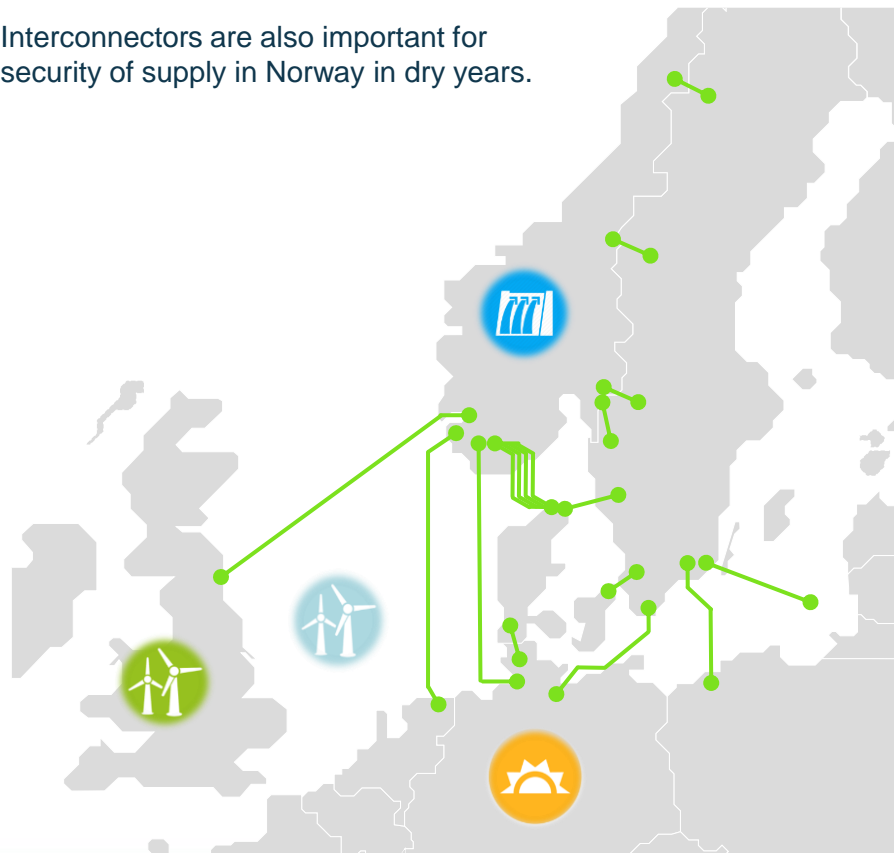 Interconnectors are also important for
security of supply in Norway in dry years.